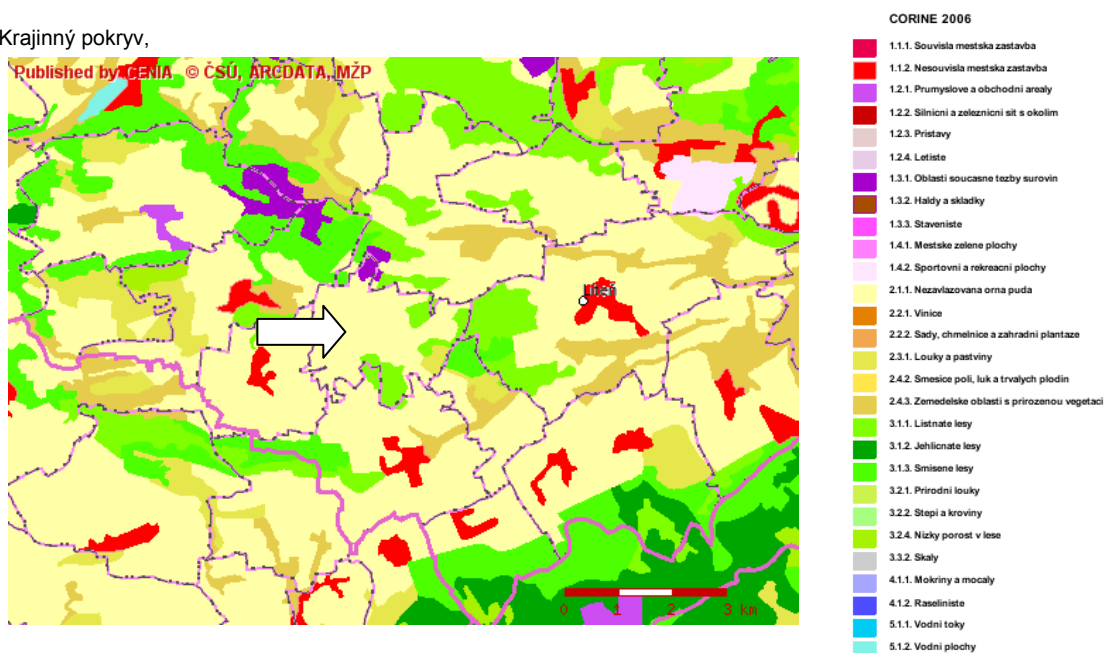 Krajinný pokryv,
Published by CENIA © ČSÚ, ARCDATA, MŽP
Liteň
0 1 2 3 km
CORINE 2006
1.1.1. Souvisla mestska zastavba
1.1.2. Nesouvisla mestska zastavba
1.2.1. Prumyslove a obchodni arealy
1.2.2. Silnicni a zeleznicni sit s okolim
1.2.3. Pristavy
1.2.4. Letiste
1.3.1. Oblasti soucasne tezby surovin
1.3.2. Haldy a skladky
1.3.3. Staveniste
1.4.1. Mestske zelene plochy
1.4.2. Sportovni a rekreacni plochy
2.1.1. Nezavlazovana orna puda
2.2.1. Vinice
2.2.2. Sady, chmelnice a zahradni plantaze
2.3.1. Louky a pastviny
2.4.2. Smesice poli, luk a trvalych plodin
2.4.3. Zemedelske oblasti s prirozenou vegetaci
3.1.1. Listnate lesy
3.1.2. Jehlicnate lesy
3.1.3. Smisene lesy
3.2.1. Prirodni louky
3.2.2. Stepi a kroviny
3.2.4. Nizky porost v lese
3.3.2. Skaly
4.1.1. Mokriny a mocaly
4.1.2. Raseliniste
5.1.1. Vodni toky
5.1.2. Vodni plochy